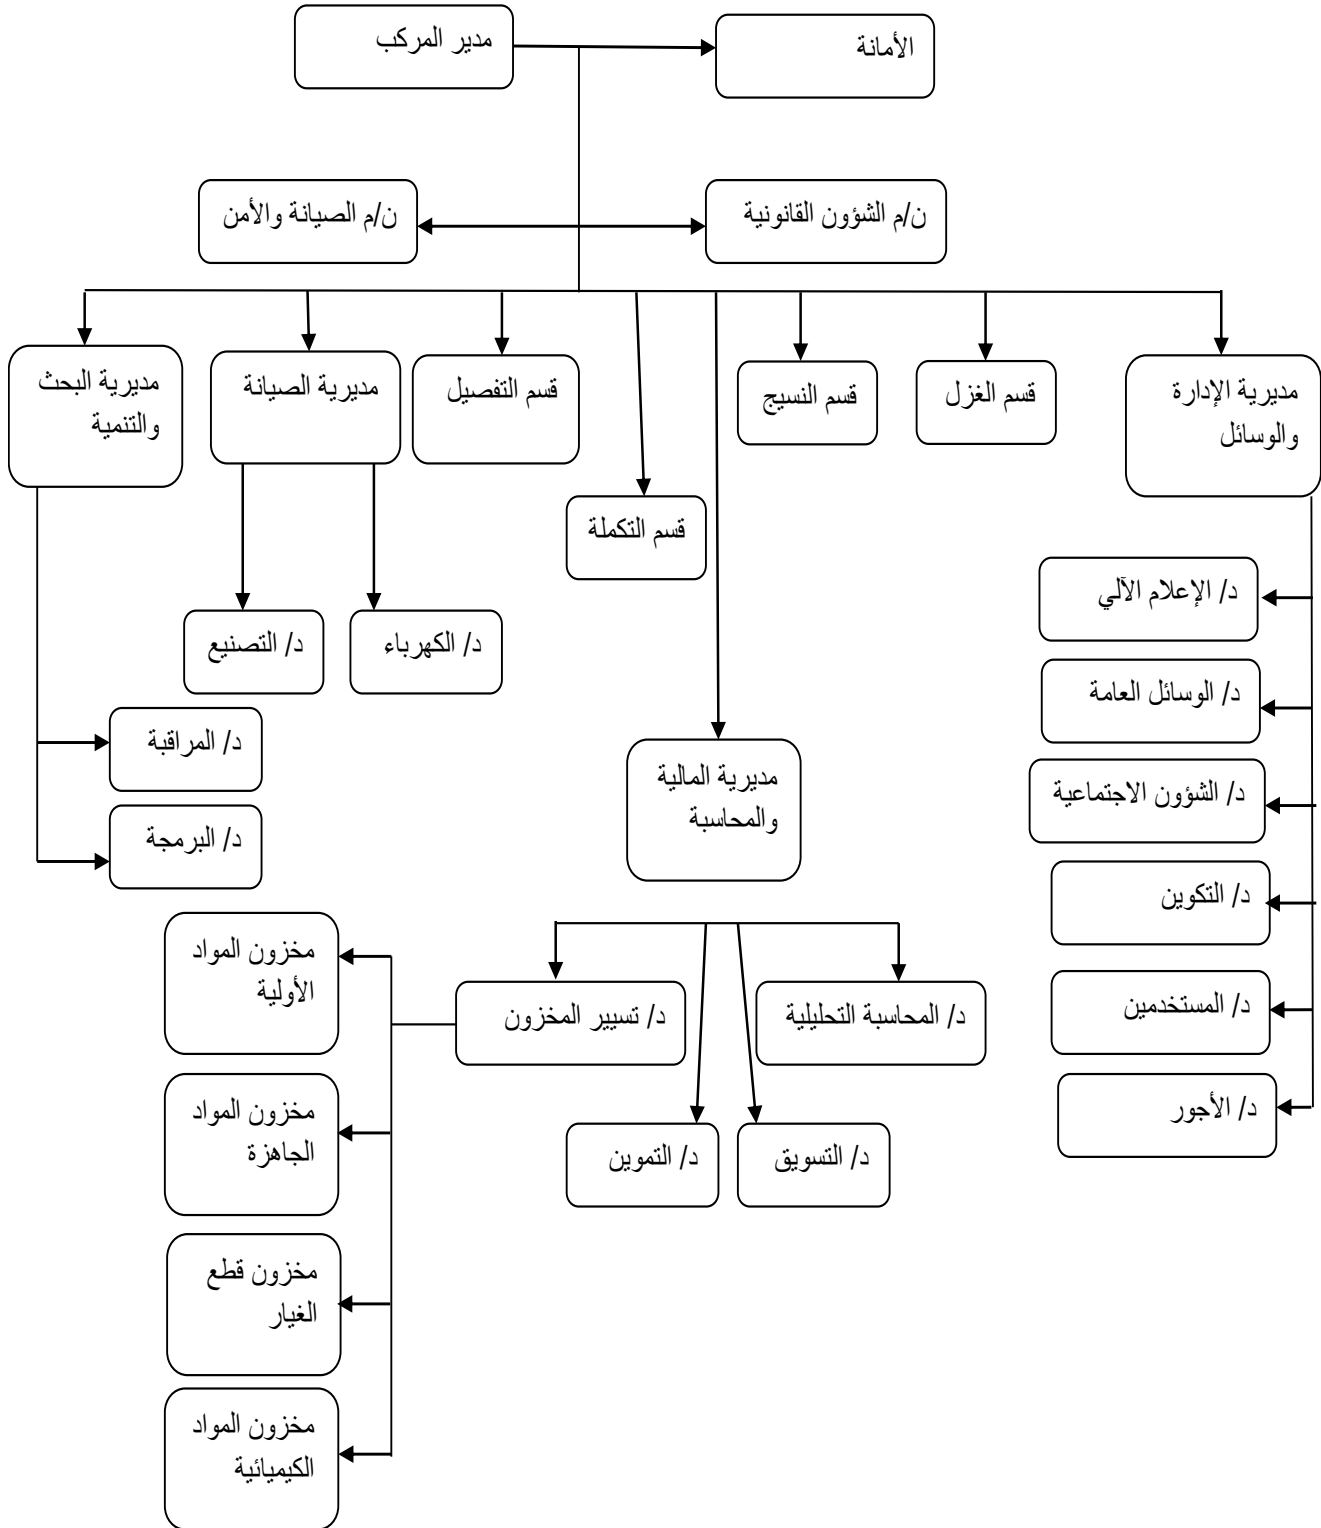 مدير المركب
الأمانة
ن/م الشؤون القانونية
ن/م الصيانة والأمن
مديرية الإدارة
والوسائل
قسم الغزل
قسم النسيج
قسم التفصيل
مديرية الصيانة
مديرية البحث
والتنمية
قسم التكملة
د/ الإعلام الآلي
د/ الكهرباء
د/ التصنيع
د/ الوسائل العامة
د/ المراقبة
مديرية المالية
والمحاسبة
د/ الشؤون الاجتماعية
د/ البرمجة
د/ التكوين
مخزون المواد
الأولية
د/ المستخدمين
د/ المحاسبة التحليلية
د/ تسيير المخزون
د/ الأجور
مخزون المواد
الجاهزة
د/ التسويق
د/ التموين
مخزون قطع
الغيار
مخزون المواد
الكيميائية